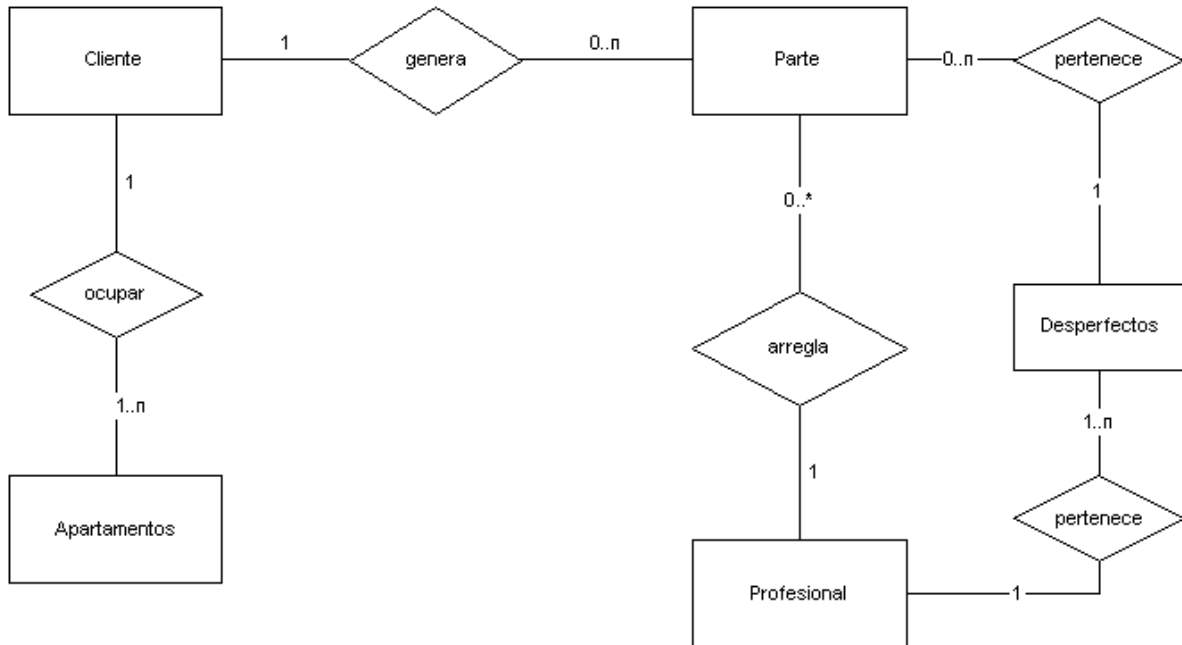 Cliente
1
genera
0..n
Parte
0..n
pertenece
1
0..*
1
ocupar
Desperfectos
arregla
1..n
1..n
1
pertenece
Apartamentos
Profesional
1